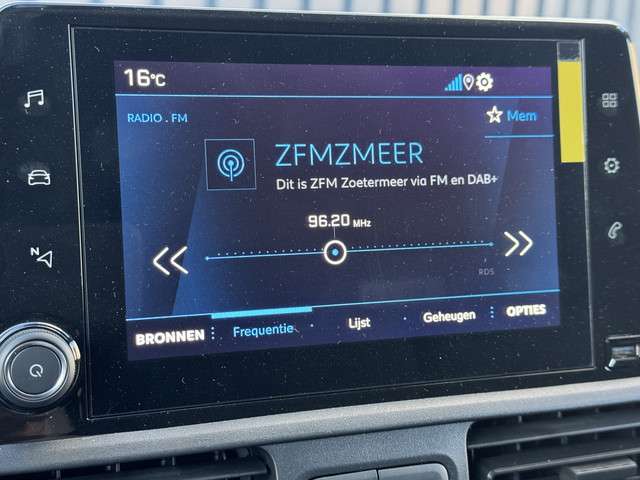 16°C
RADIO . FM
Mem
ZFMZMEER
Dit is ZFM Zoetermeer via FM en DAB+
96.20 MHz
RDS
BRONNEN
Frequentie
Lijst
Geheugen
OPTIES
N